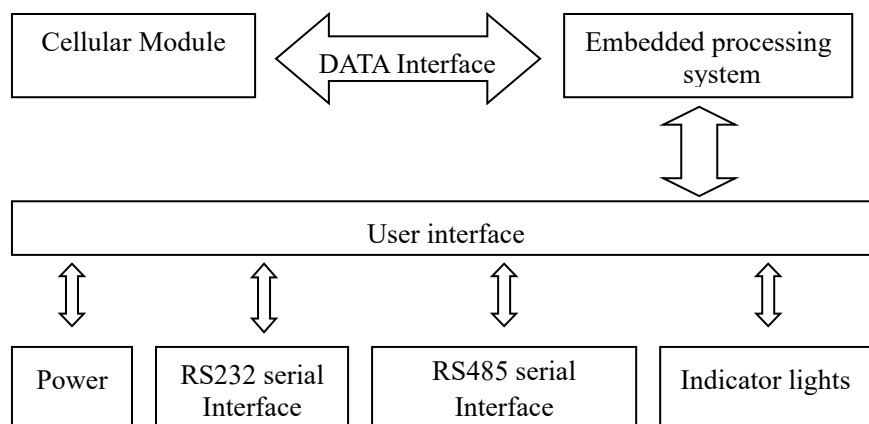 Cellular Module
DATA Interface
Embedded processing
system
User interface
Power
RS232 serial
Interface
RS485 serial
Interface
Indicator lights